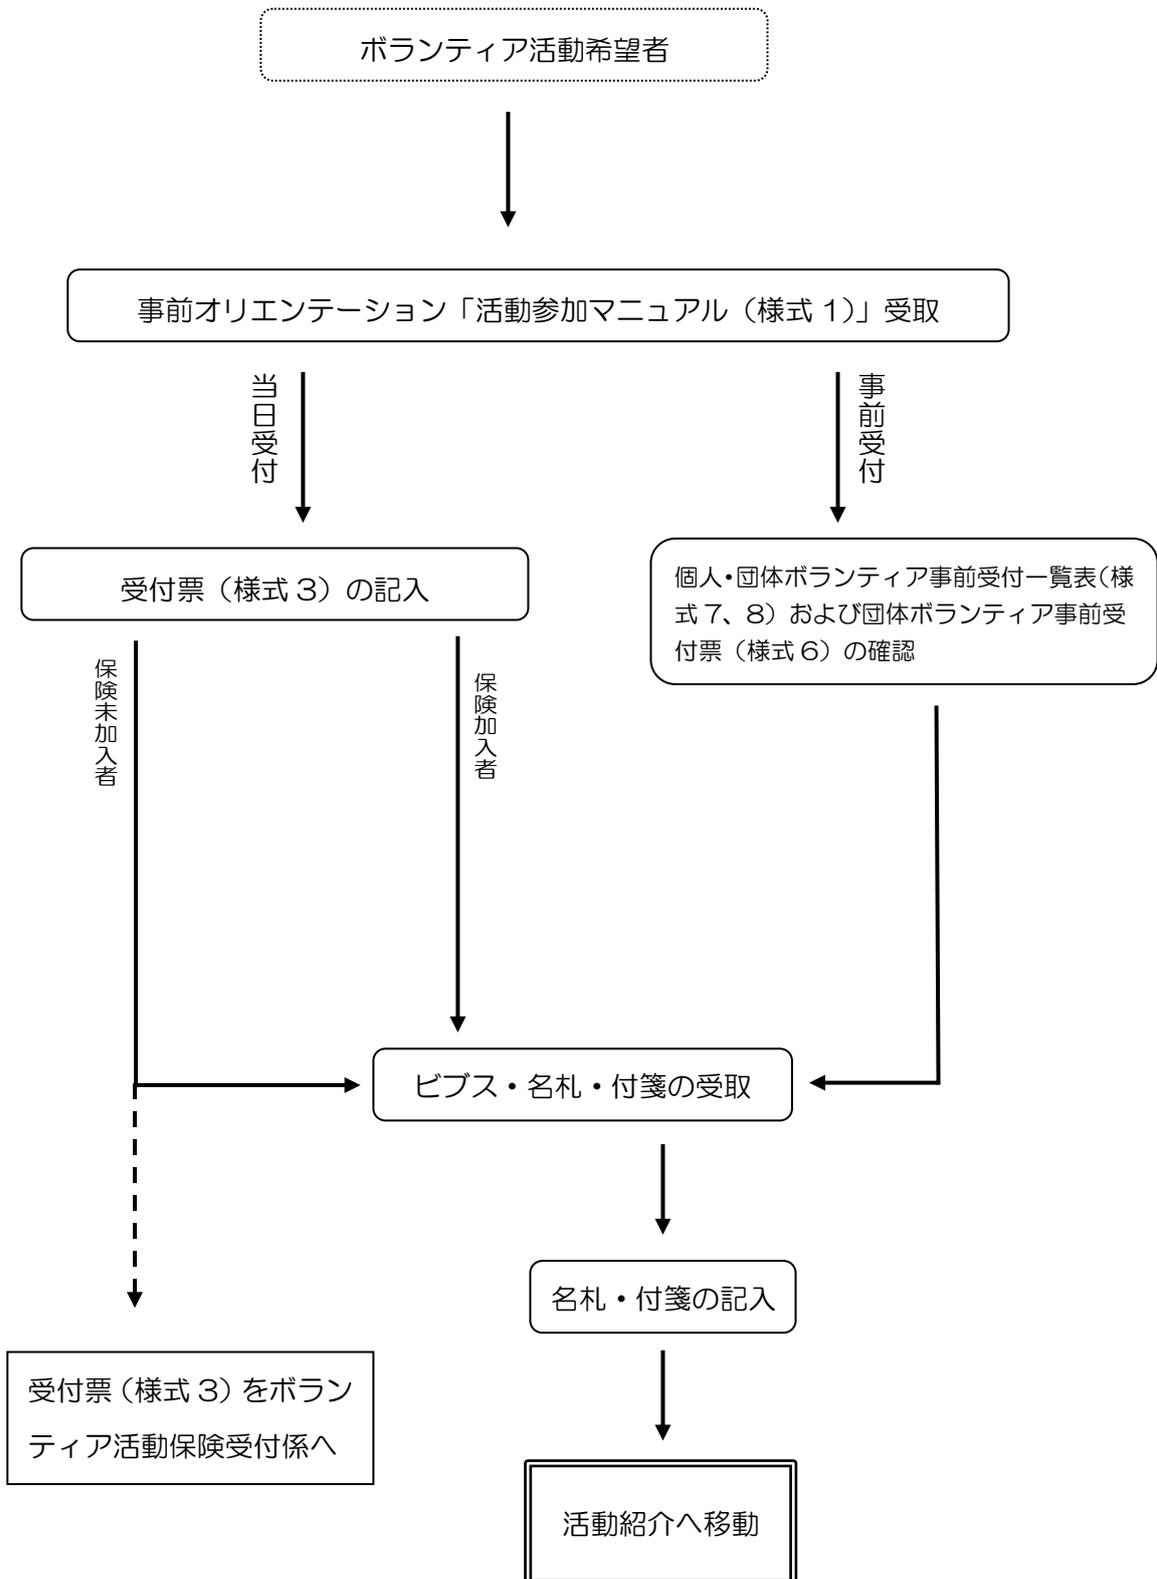 ボランティア活動希望者
事前オリエンテーション「活動参加マニュアル（様式１）」受取
当日受付
事前受付
受付票（様式３）の記入
個人・団体ボランティア事前受付一覧表（様
式７、８）および団体ボランティア事前受
付票（様式６）の確認
保険未加入者
保険加入者
ビブス・名札・付箋の受取
名札・付箋の記入
受付票（様式３）をボラン
ティア活動保険受付係へ
活動紹介へ移動